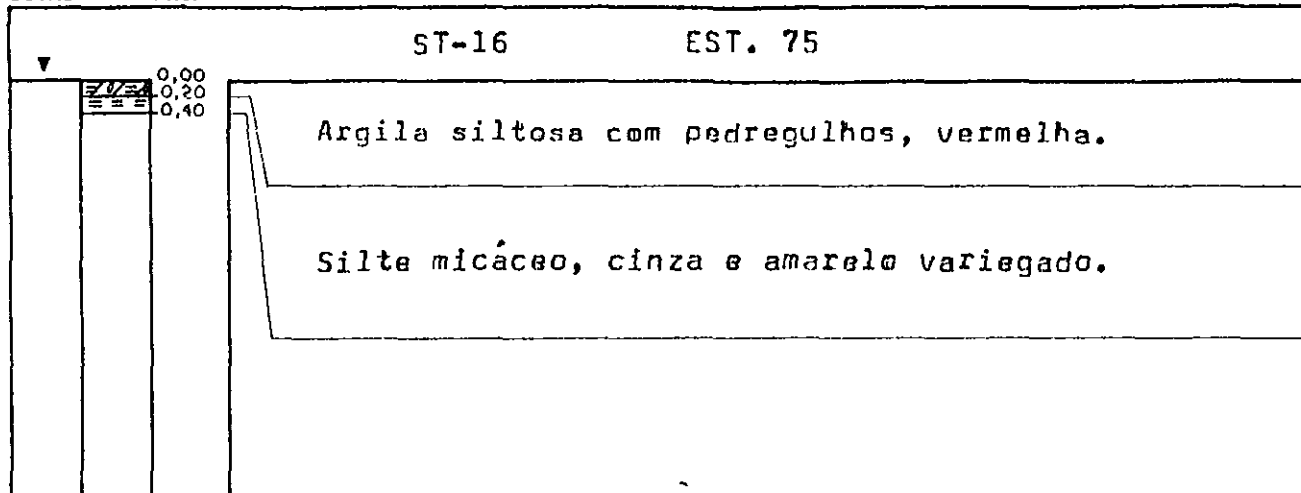 ST-16 EST. 75
0,00
0,20
0,40
Argila siltosa com pedregulhos, vermelha.
Silte micáceo, cinza e amarelo variegado.